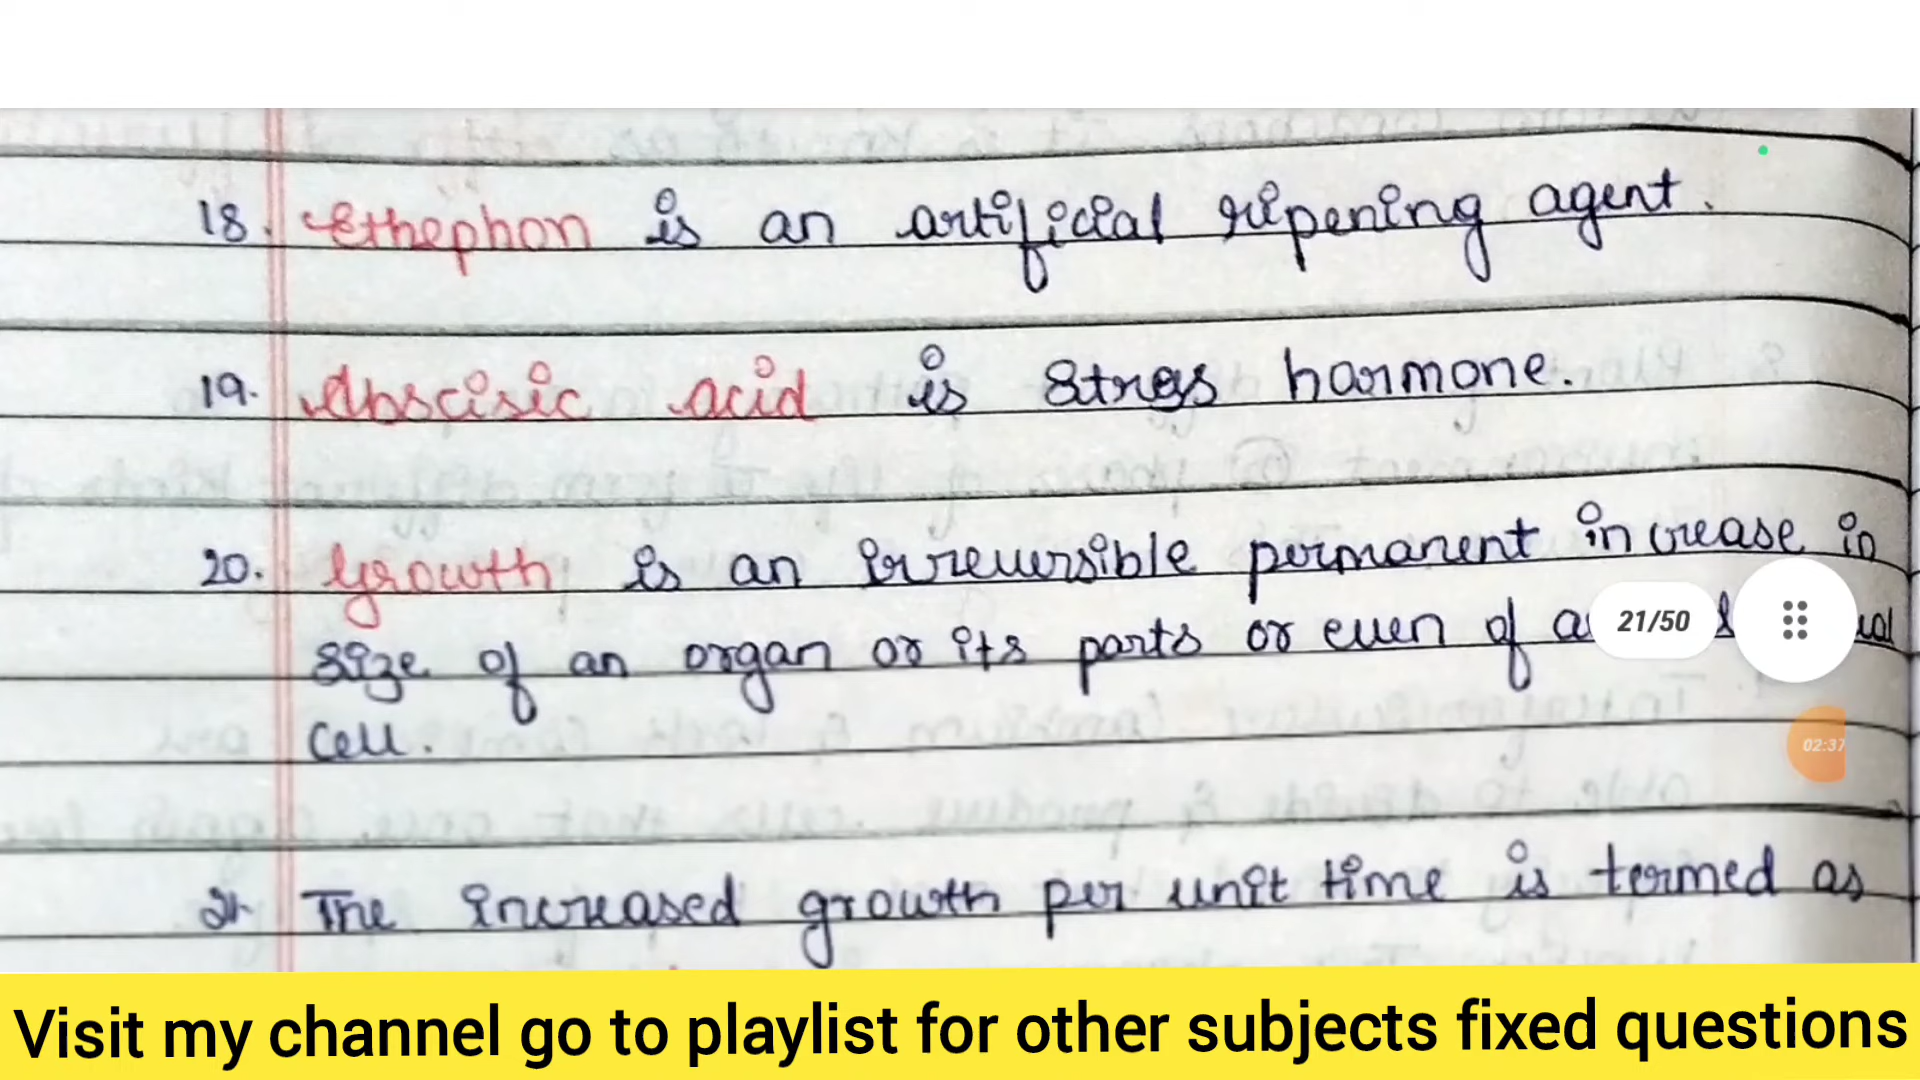 18. Ethephon is an artificial ripening agent.
19. Abscisic acid is stress hormone.
20. Growth is an irreversible permanent increase in
size of an organ or its parts or even of
21/50
cell.
02:37
21. The increased growth per unit time is termed as
Visit my channel go to playlist for other subjects fixed questions